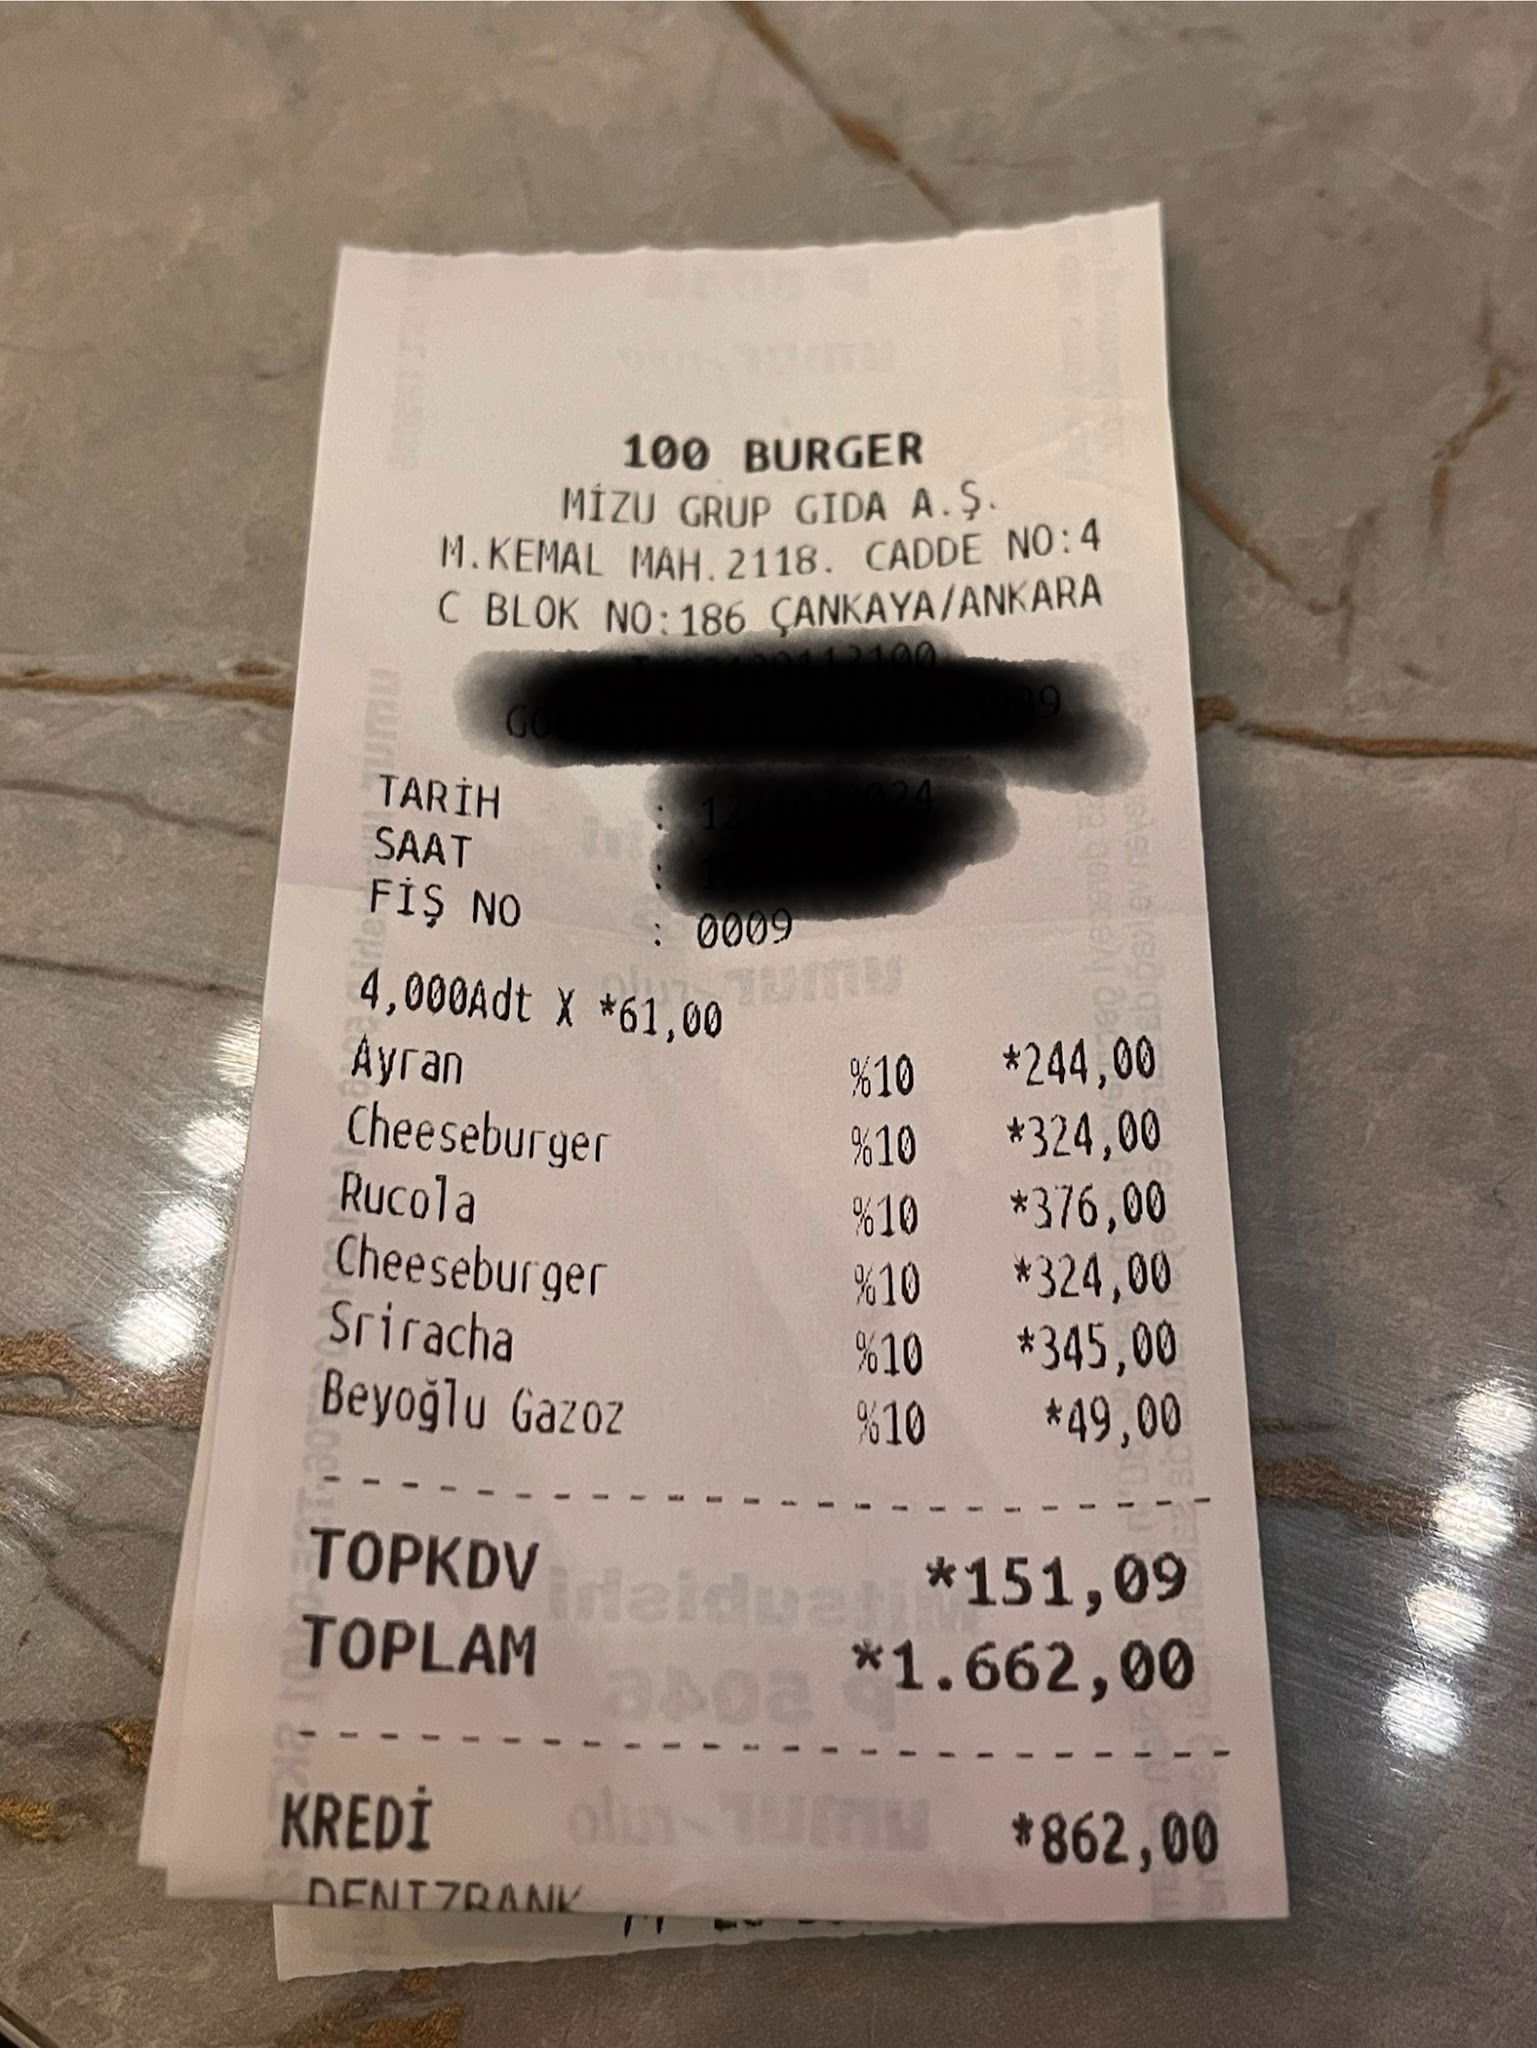 100 BURGER
MİZU GRUP GIDA A.Ş.
M.KEMAL MAH.2118. CADDE NO:4
C BLOK NO:186 ÇANKAYA/ANKARA
TARİH :
SAAT :
FİŞ NO : 0009
4,000Adt X *61,00
Ayran %10 *244,00
Cheeseburger %10 *324,00
Rucola %10 *376,00
Cheeseburger %10 *324,00
Sriracha %10 *345,00
Beyoğlu Gazoz %10 *49,00
TOPKDV *151,09
TOPLAM *1.662,00
KREDİ *862,00
DENIZBANK